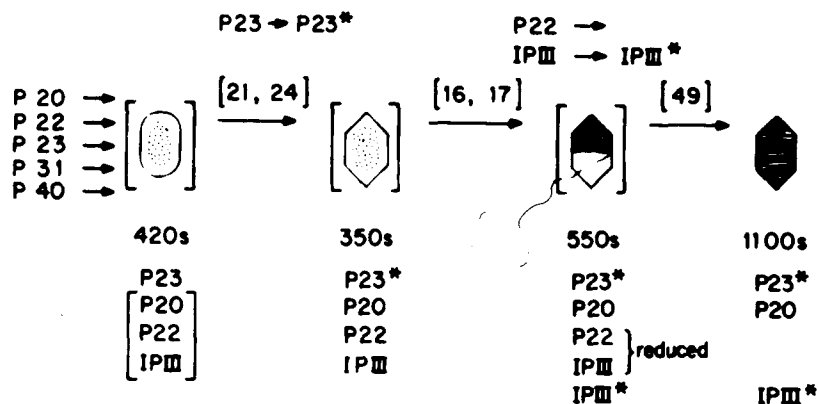 P23 → P23*
P22 →
IPIII → IPIII*
P 20 →
P 22 →
P 23 →
P 31 →
P 40 →
[21, 24]
[16, 17]
[49]
420s 350s 550s 1100s
P23 P23* P23* P23*
P20 P20 P20 P20
P22 P22 P22
IPIII IPIII IPIII } reduced
IPIII* IPIII*